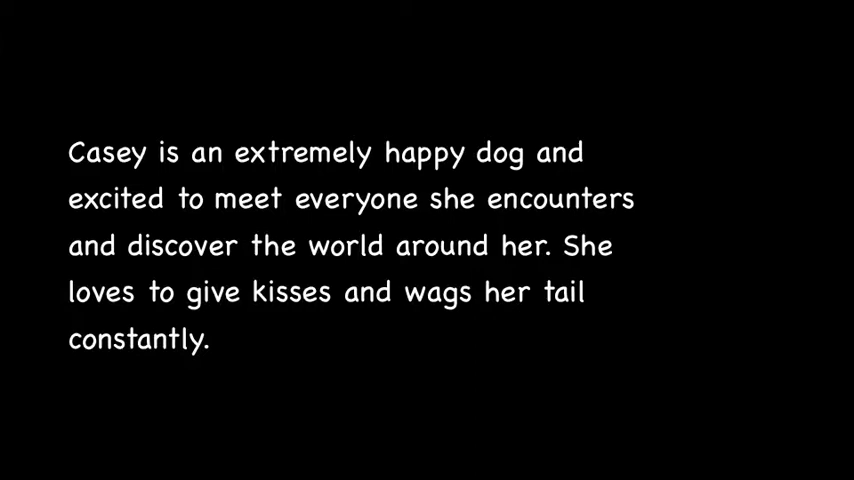 Casey is an extremely happy dog and
excited to meet everyone she encounters
and discover the world around her. She
loves to give kisses and wags her tail
constantly.